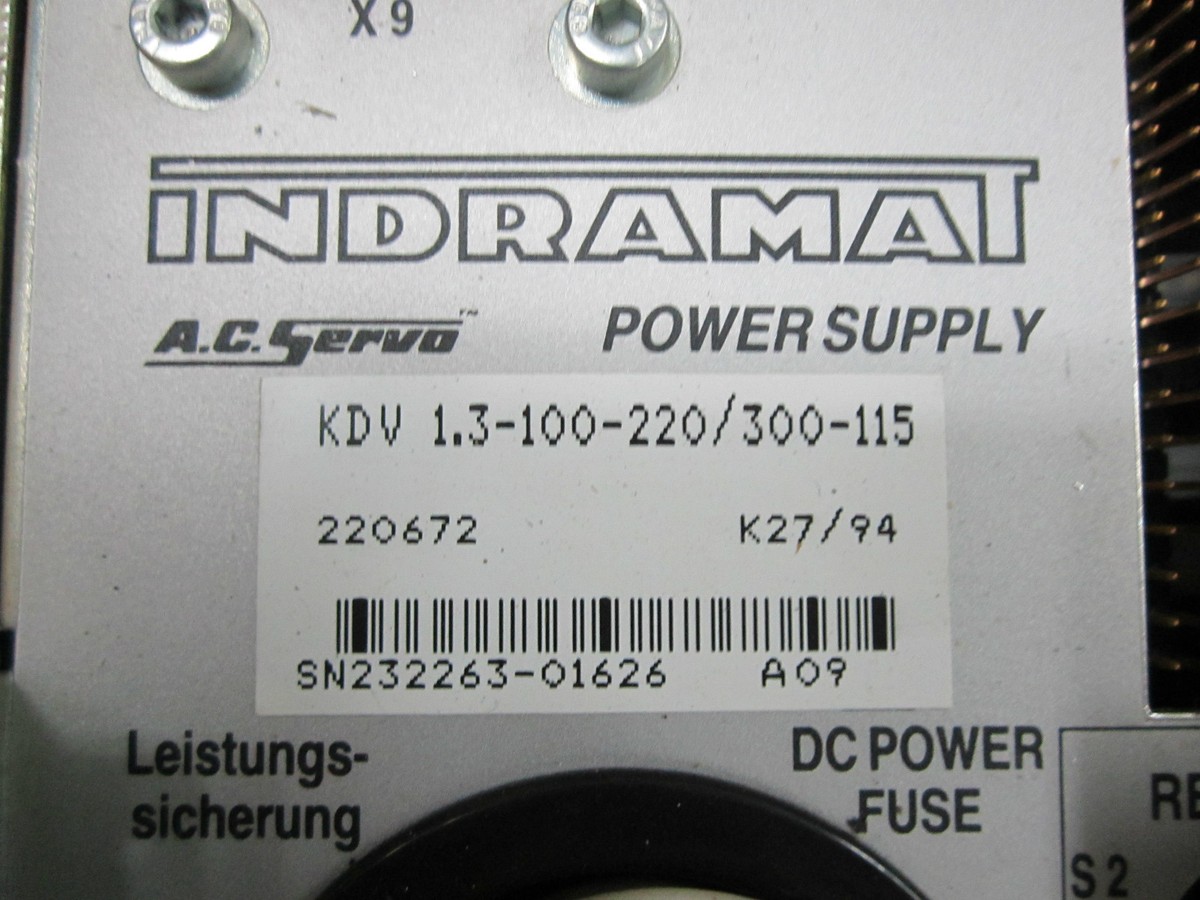 X9
INDRAMAT
A.C. Servo™ POWER SUPPLY
KDV 1.3-100-220/300-115
220672 K27/94
SN232263-01626 A09
Leistungs-
sicherung
DC POWER
FUSE
S2